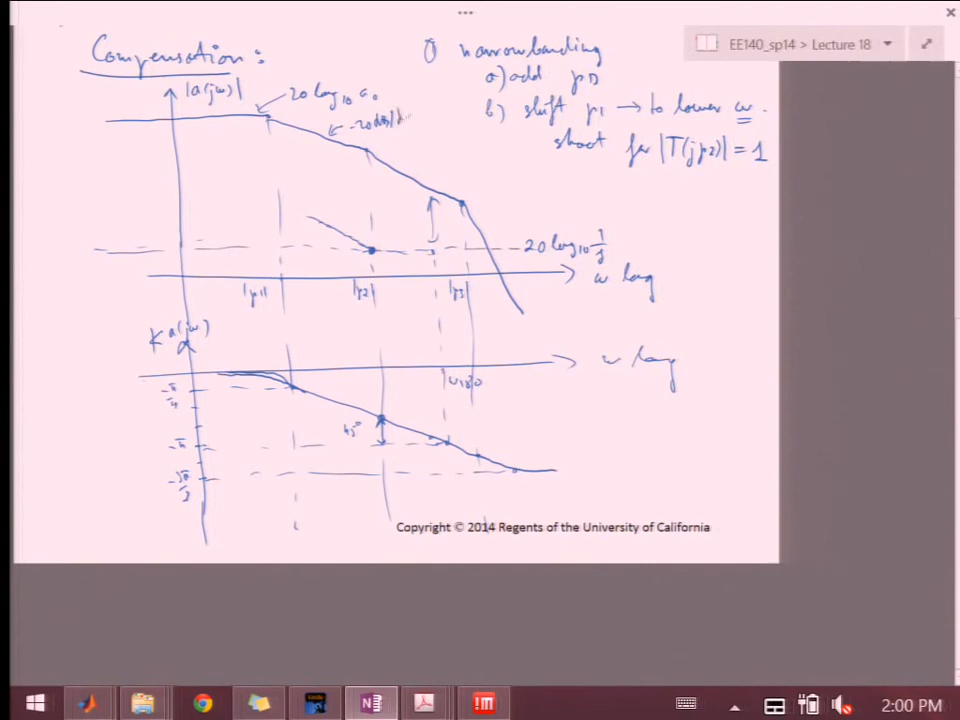 EE140_sp14 > Lecture 18
Compensation:
1) narrowbanding
a) add PD
b) shift p1 → to lower ω.
shoot for |T(jp2)| = 1
|a(jω)|
20 log10 a0
-20dB/d
20 log10 1/f
ω log
|p1|
|p2|
|p3|
∢ a(jω)
ω log
ω180
-π/4
45°
-π
-3π/2
Copyright © 2014 Regents of the University of California
2:00 PM